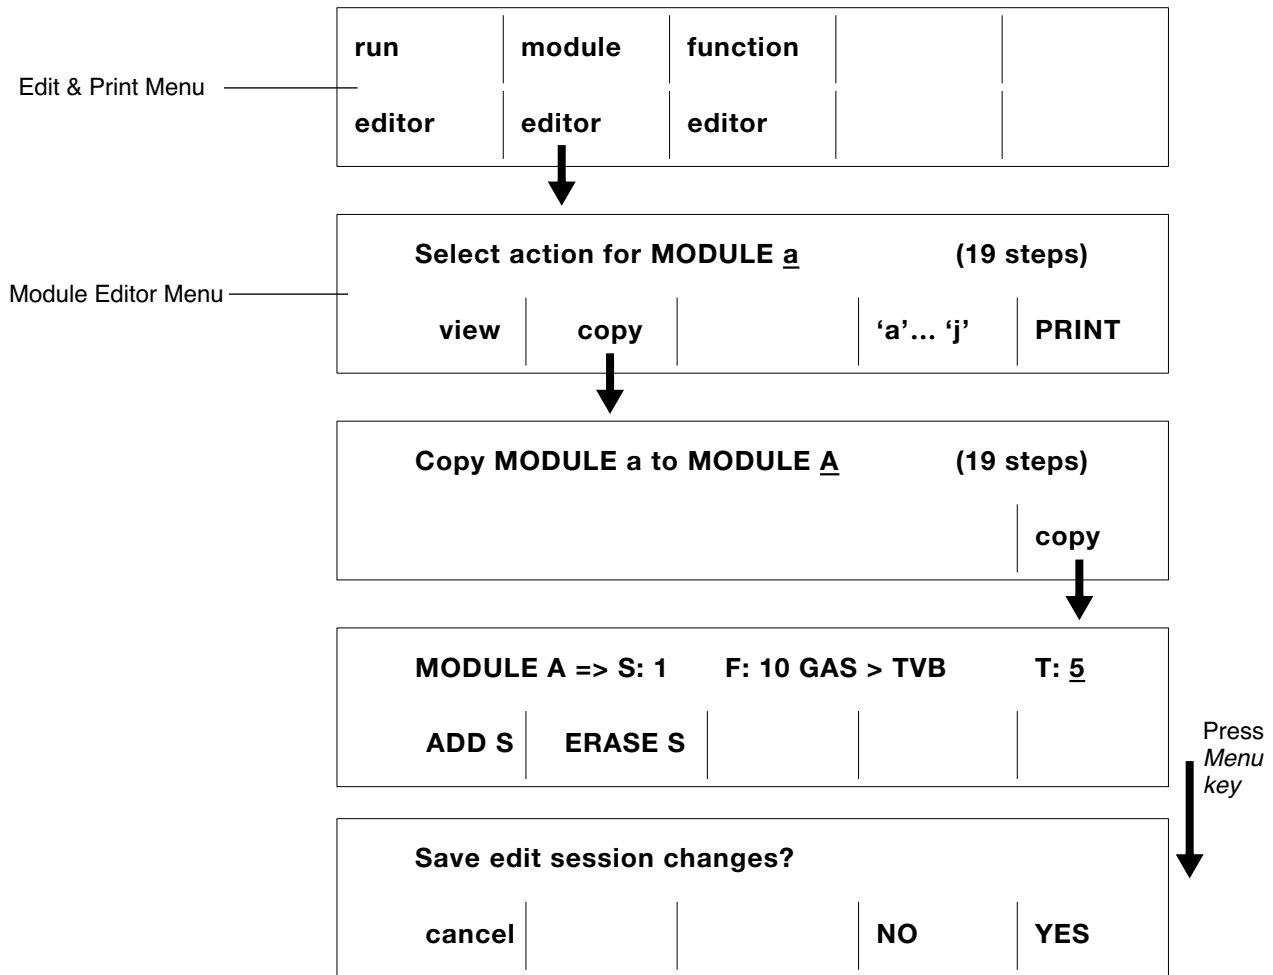 run module function
Edit & Print Menu
editor editor editor
Select action for MODULE a (19 steps)
Module Editor Menu
view copy ‘a’... ‘j’ PRINT
Copy MODULE a to MODULE A (19 steps)
copy
MODULE A => S: 1 F: 10 GAS > TVB T: 5
ADD S ERASE S
Press
Menu
key
Save edit session changes?
cancel NO YES